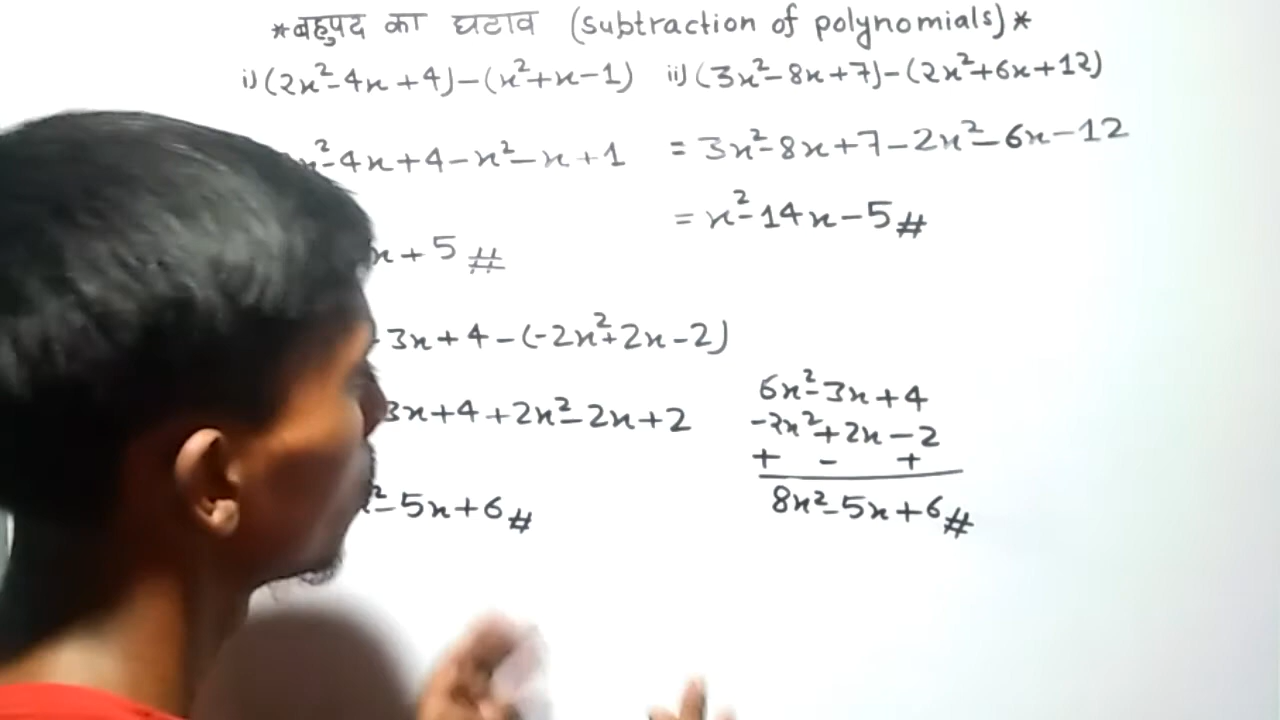 *बहुपद का घटाव (subtraction of polynomials)*
i) (2x²-4x+4)-(x²+x-1)
x²-4x+4-x²-x+1
x+5#
ii) (3x²-8x+7)-(2x²+6x+12)
= 3x²-8x+7-2x²-6x-12
= x²-14x-5#
3x+4-(-2x²+2x-2)
3x+4+2x²-2x+2
x²-5x+6#
6x²-3x+4
-2x²+2x-2
+ - +
8x²-5x+6#